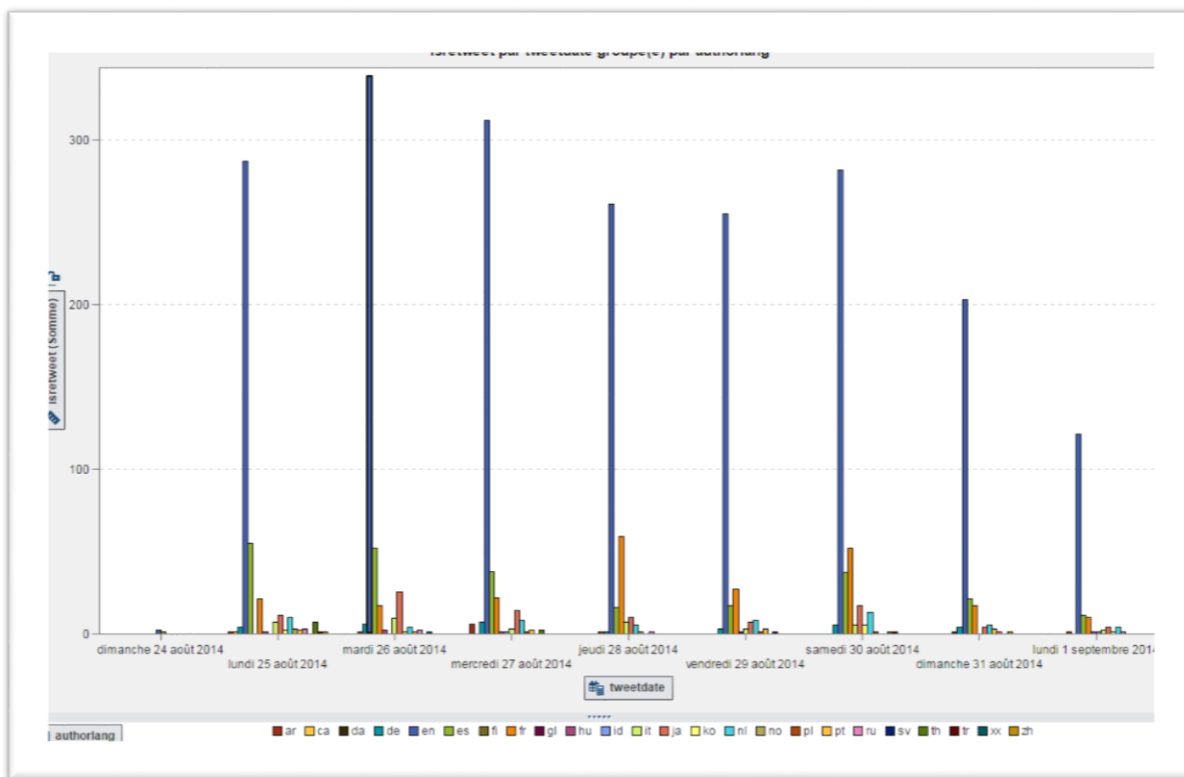 isretweet par tweetdate groupé(e) par authorlang
300
200
100
0
isretweet (Somme)
dimanche 24 août 2014
lundi 25 août 2014
mardi 26 août 2014
mercredi 27 août 2014
jeudi 28 août 2014
vendredi 29 août 2014
samedi 30 août 2014
dimanche 31 août 2014
lundi 1 septembre 2014
tweetdate
authorlang
ar ca da de en es fi fr gl hu id it ja ko nl no pl pt ru sv th tr xx zh